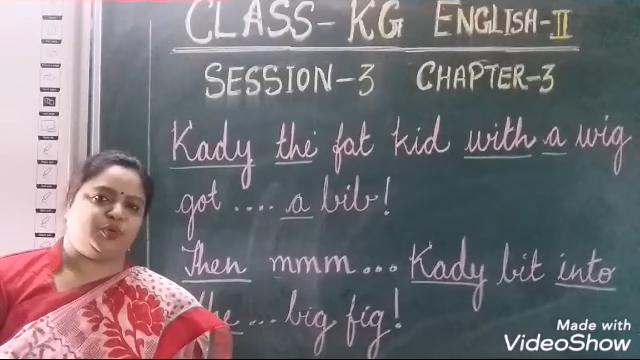 CLASS-KG ENGLISH-II
SESSION-3 CHAPTER-3
Kady the fat kid with a wig
got .... a bib!
Then mmm... Kady bit into
the ... big fig!
Made with
VideoShow